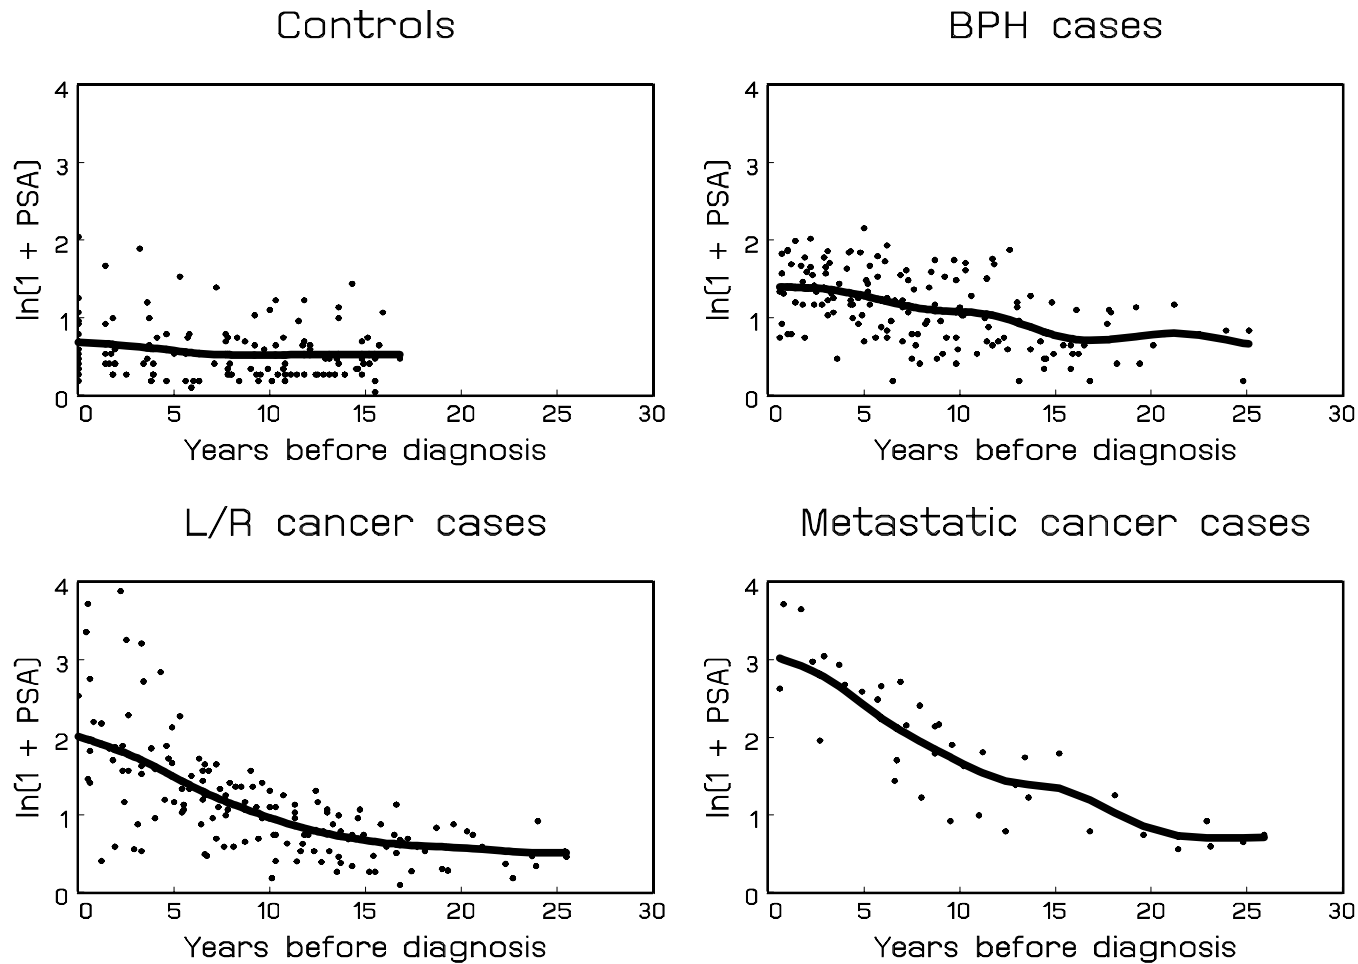 Controls
BPH cases
4
3
2
1
0
ln(1 + PSA)
0 5 10 15 20 25 30
Years before diagnosis
4
3
2
1
0
ln(1 + PSA)
0 5 10 15 20 25 30
Years before diagnosis
L/R cancer cases
Metastatic cancer cases
4
3
2
1
0
ln(1 + PSA)
0 5 10 15 20 25 30
Years before diagnosis
4
3
2
1
0
ln(1 + PSA)
0 5 10 15 20 25 30
Years before diagnosis